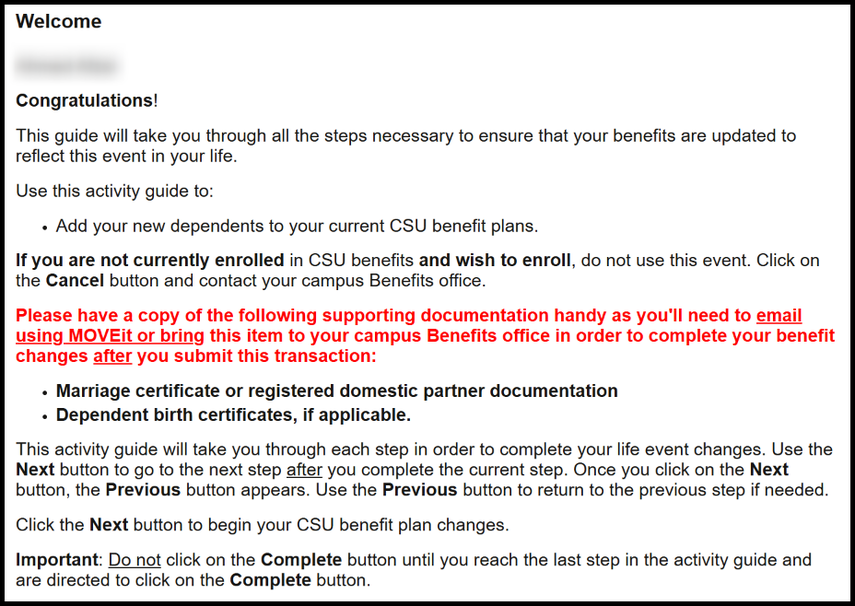 Welcome
Congratulations!
This guide will take you through all the steps necessary to ensure that your benefits are updated to
reflect this event in your life.
Use this activity guide to:
• Add your new dependents to your current CSU benefit plans.
If you are not currently enrolled in CSU benefits and wish to enroll, do not use this event. Click on
the Cancel button and contact your campus Benefits office.
Please have a copy of the following supporting documentation handy as you'll need to email
using MOVEit or bring this item to your campus Benefits office in order to complete your benefit
changes after you submit this transaction:
• Marriage certificate or registered domestic partner documentation
• Dependent birth certificates, if applicable.
This activity guide will take you through each step in order to complete your life event changes. Use the
Next button to go to the next step after you complete the current step. Once you click on the Next
button, the Previous button appears. Use the Previous button to return to the previous step if needed.
Click the Next button to begin your CSU benefit plan changes.
Important: Do not click on the Complete button until you reach the last step in the activity guide and
are directed to click on the Complete button.